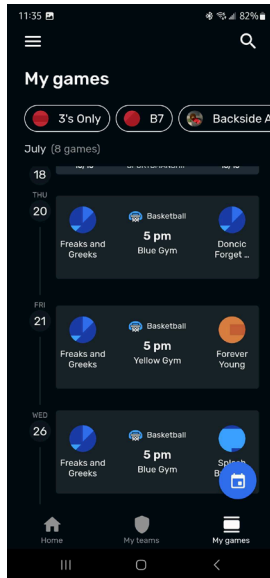 11:35 82%
My games
3's Only B7 Backside A
July (8 games)
18
THU
20
Basketball
5 pm
Blue Gym
Freaks and
Greeks
Doncic
Forget ...
FRI
21
Basketball
5 pm
Yellow Gym
Freaks and
Greeks
Forever
Young
WED
26
Basketball
5 pm
Blue Gym
Freaks and
Greeks
Home My teams My games